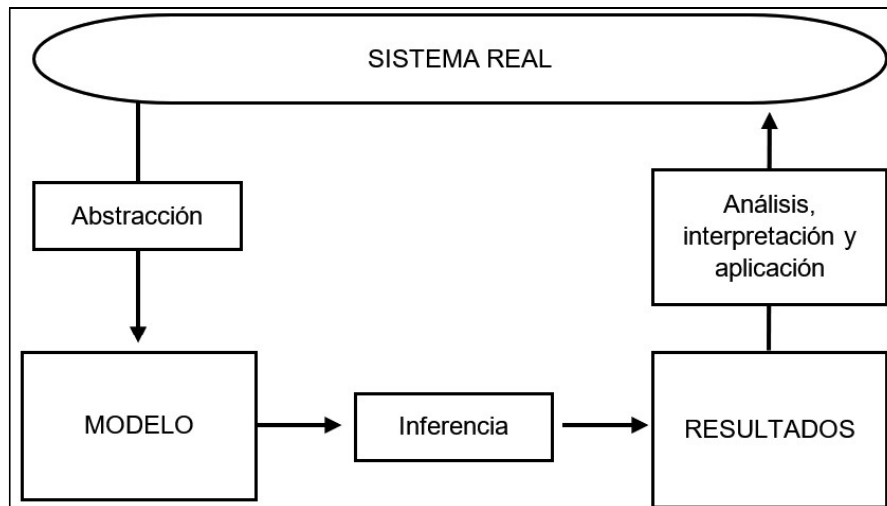 SISTEMA REAL
Abstracción
Análisis,
interpretación y
aplicación
MODELO
Inferencia
RESULTADOS